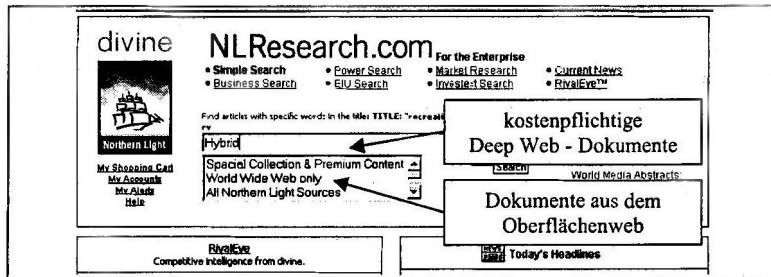 divine
NLResearch.com For the Enterprise
• Simple Search • Power Search • Market Research • Current News
• Business Search • EIU Search • Investext Search • RivalEye™
Find articles with specific words in the title: TITLE:
Hybrid
Special Collection & Premium Content
World Wide Web only
All Northern Light Sources
Search
World Media Abstracts:
Northern Light
My Shopping Cart
My Accounts
My Alerts
Help
kostenpflichtige
Deep Web - Dokumente
Dokumente aus dem
Oberflächenweb
RivalEye
Competitive intelligence from divine.
Today's Headlines